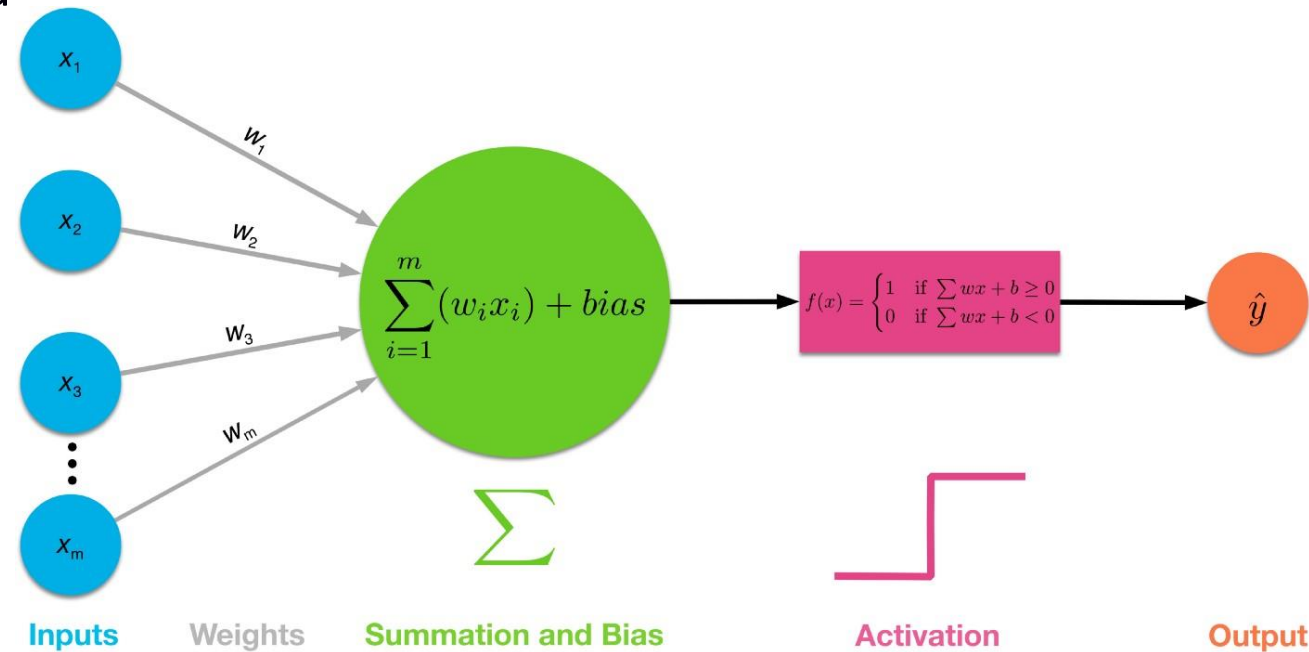 x₁
w₁
x₂
w₂
x₃
w₃
xₘ
wₘ
m
∑(wᵢxᵢ) + bias
i=1
f(x) = { 1 if ∑ wx + b ≥ 0
0 if ∑ wx + b < 0
ŷ
∑
Inputs Weights Summation and Bias Activation Output